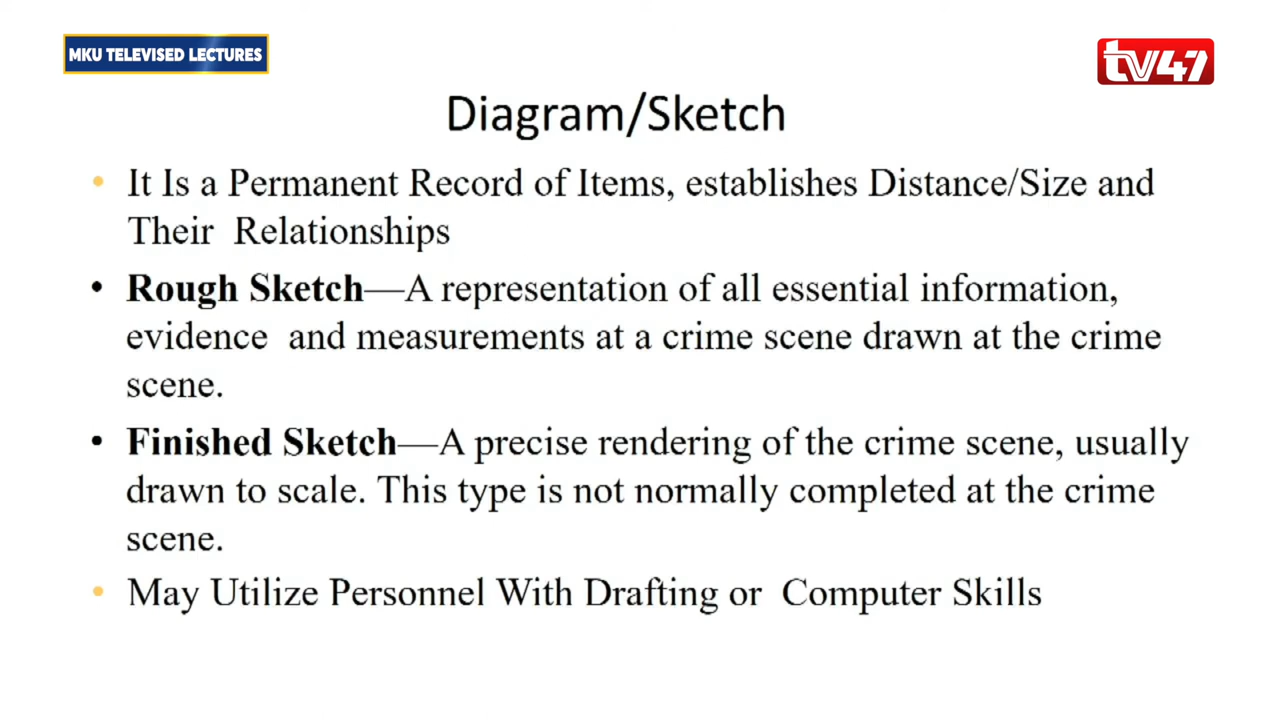 MKU TELEVISED LECTURES
tv47
Diagram/Sketch
• It Is a Permanent Record of Items, establishes Distance/Size and
Their Relationships
• Rough Sketch—A representation of all essential information,
evidence and measurements at a crime scene drawn at the crime
scene.
• Finished Sketch—A precise rendering of the crime scene, usually
drawn to scale. This type is not normally completed at the crime
scene.
• May Utilize Personnel With Drafting or Computer Skills